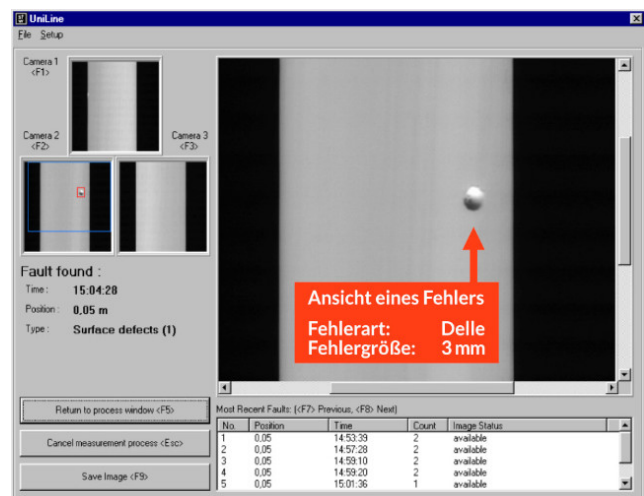 UniLine
File Setup
Camera 1
<F1>
Camera 2
<F2>
Camera 3
<F3>
Fault found :
Time : 15:04:28
Position : 0,05 m
Type : Surface defects (1)
Ansicht eines Fehlers
Fehlerart: Delle
Fehlergröße: 3 mm
Return to process window <F5>
Cancel measurement process <Esc>
Save Image <F9>
Most Recent Faults: (<F7> Previous, <F8> Next)
No. Position Time Count Image Status
1 0,05 14:53:39 2 available
2 0,05 14:57:28 2 available
3 0,05 14:59:10 2 available
4 0,05 14:59:20 2 available
5 0,05 15:01:36 1 available